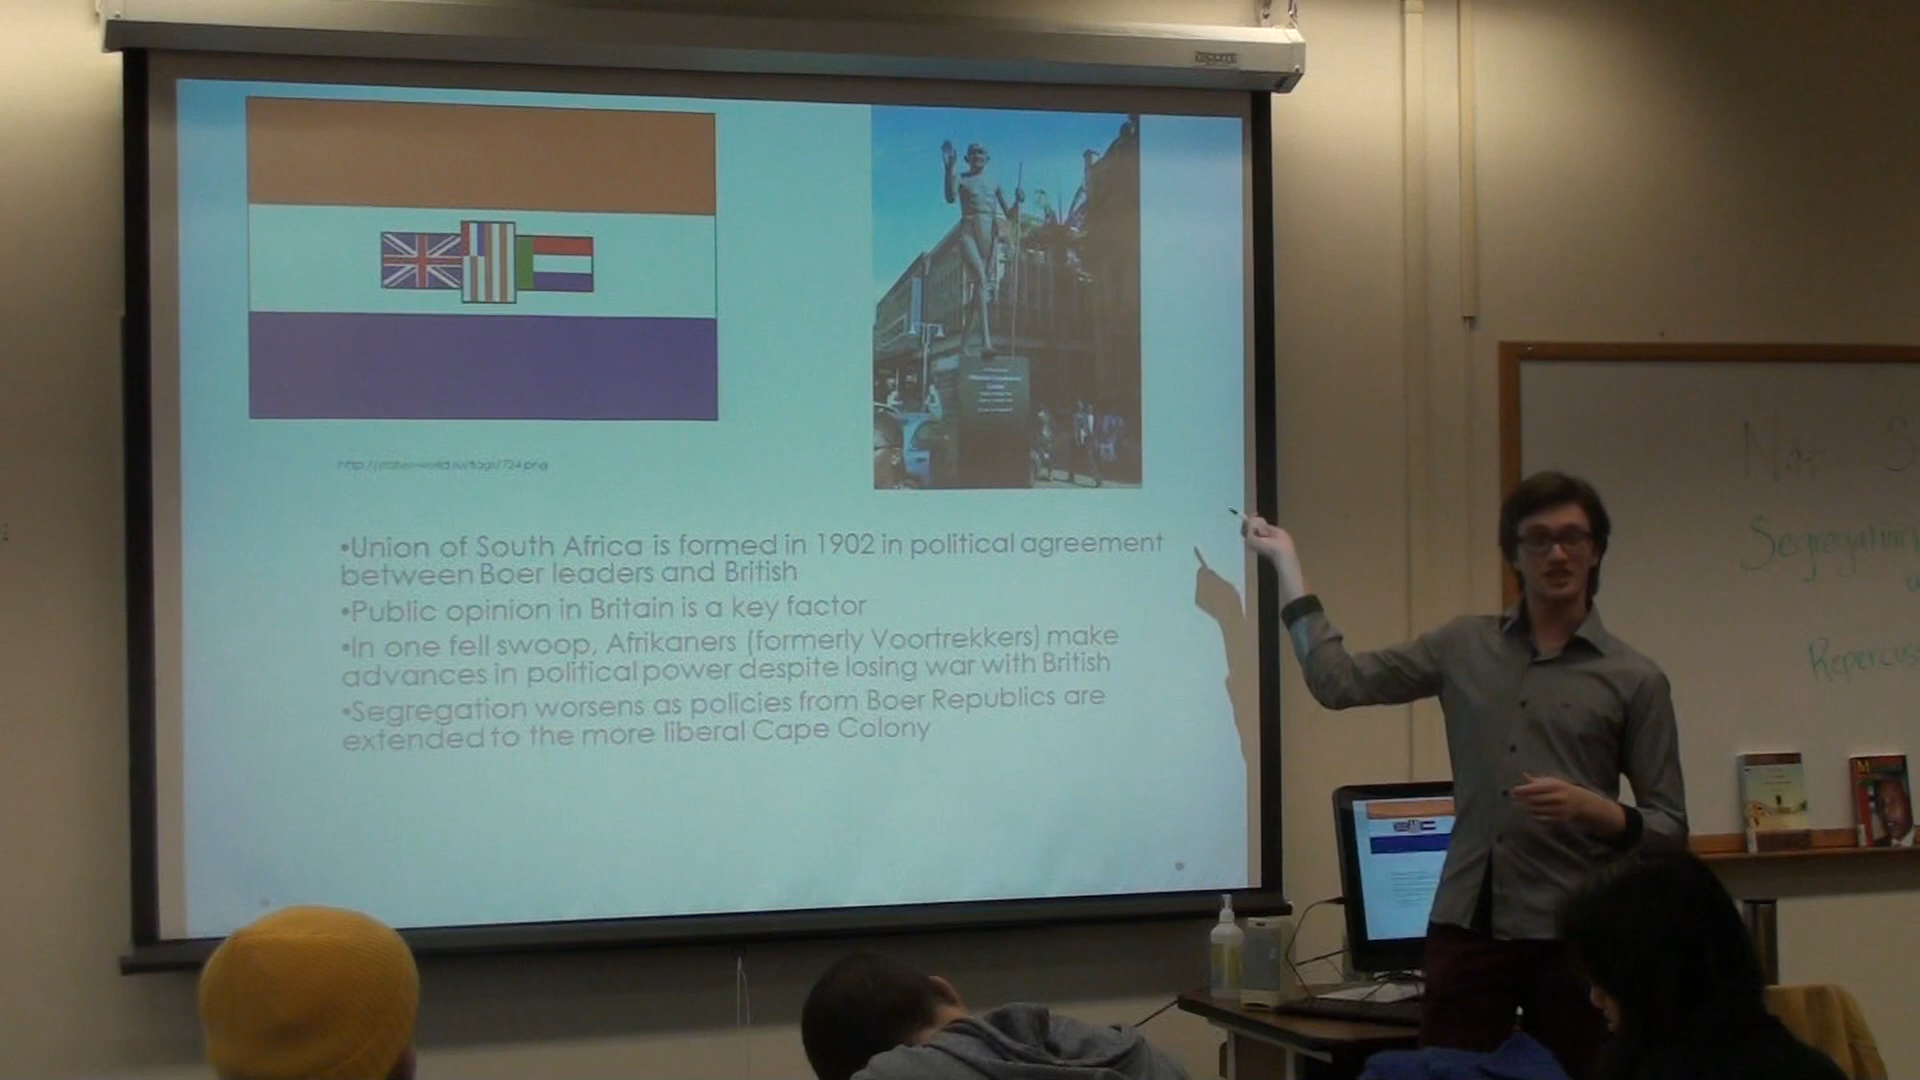 •Union of South Africa is formed in 1902 in political agreement
between Boer leaders and British
•Public opinion in Britain is a key factor
•In one fell swoop, Afrikaners (formerly Voortrekkers) make
advances in political power despite losing war with British
•Segregation worsens as policies from Boer Republics are
extended to the more liberal Cape Colony
Segregation
Repercuss